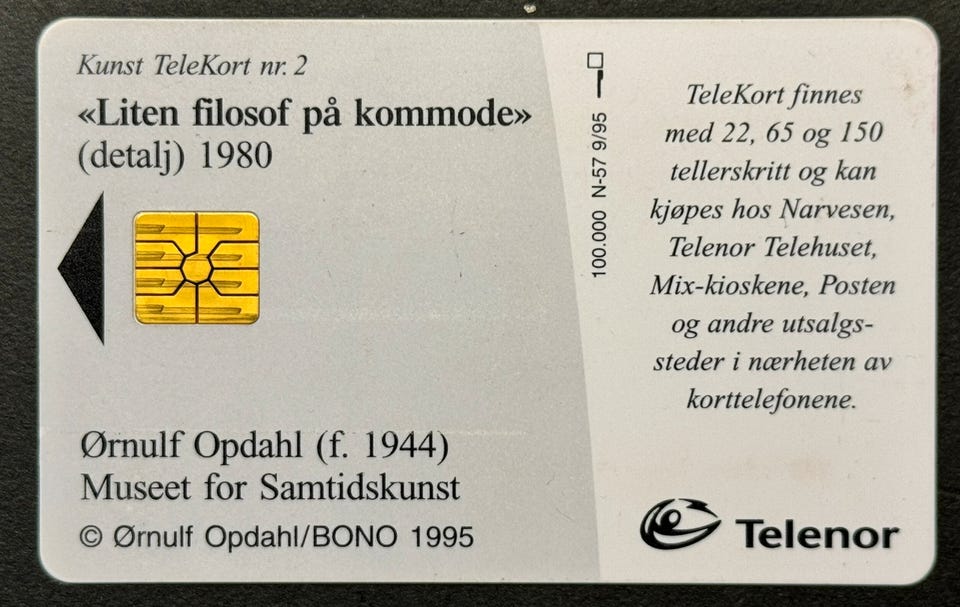 Kunst TeleKort nr. 2
«Liten filosof på kommode»
(detalj) 1980
Ørnulf Opdahl (f. 1944)
Museet for Samtidskunst
© Ørnulf Opdahl/BONO 1995
100.000 N-57 9/95
TeleKort finnes
med 22, 65 og 150
tellerskritt og kan
kjøpes hos Narvesen,
Telenor Telehuset,
Mix-kioskene, Posten
og andre utsalgs-
steder i nærheten av
korttelefonene.
Telenor